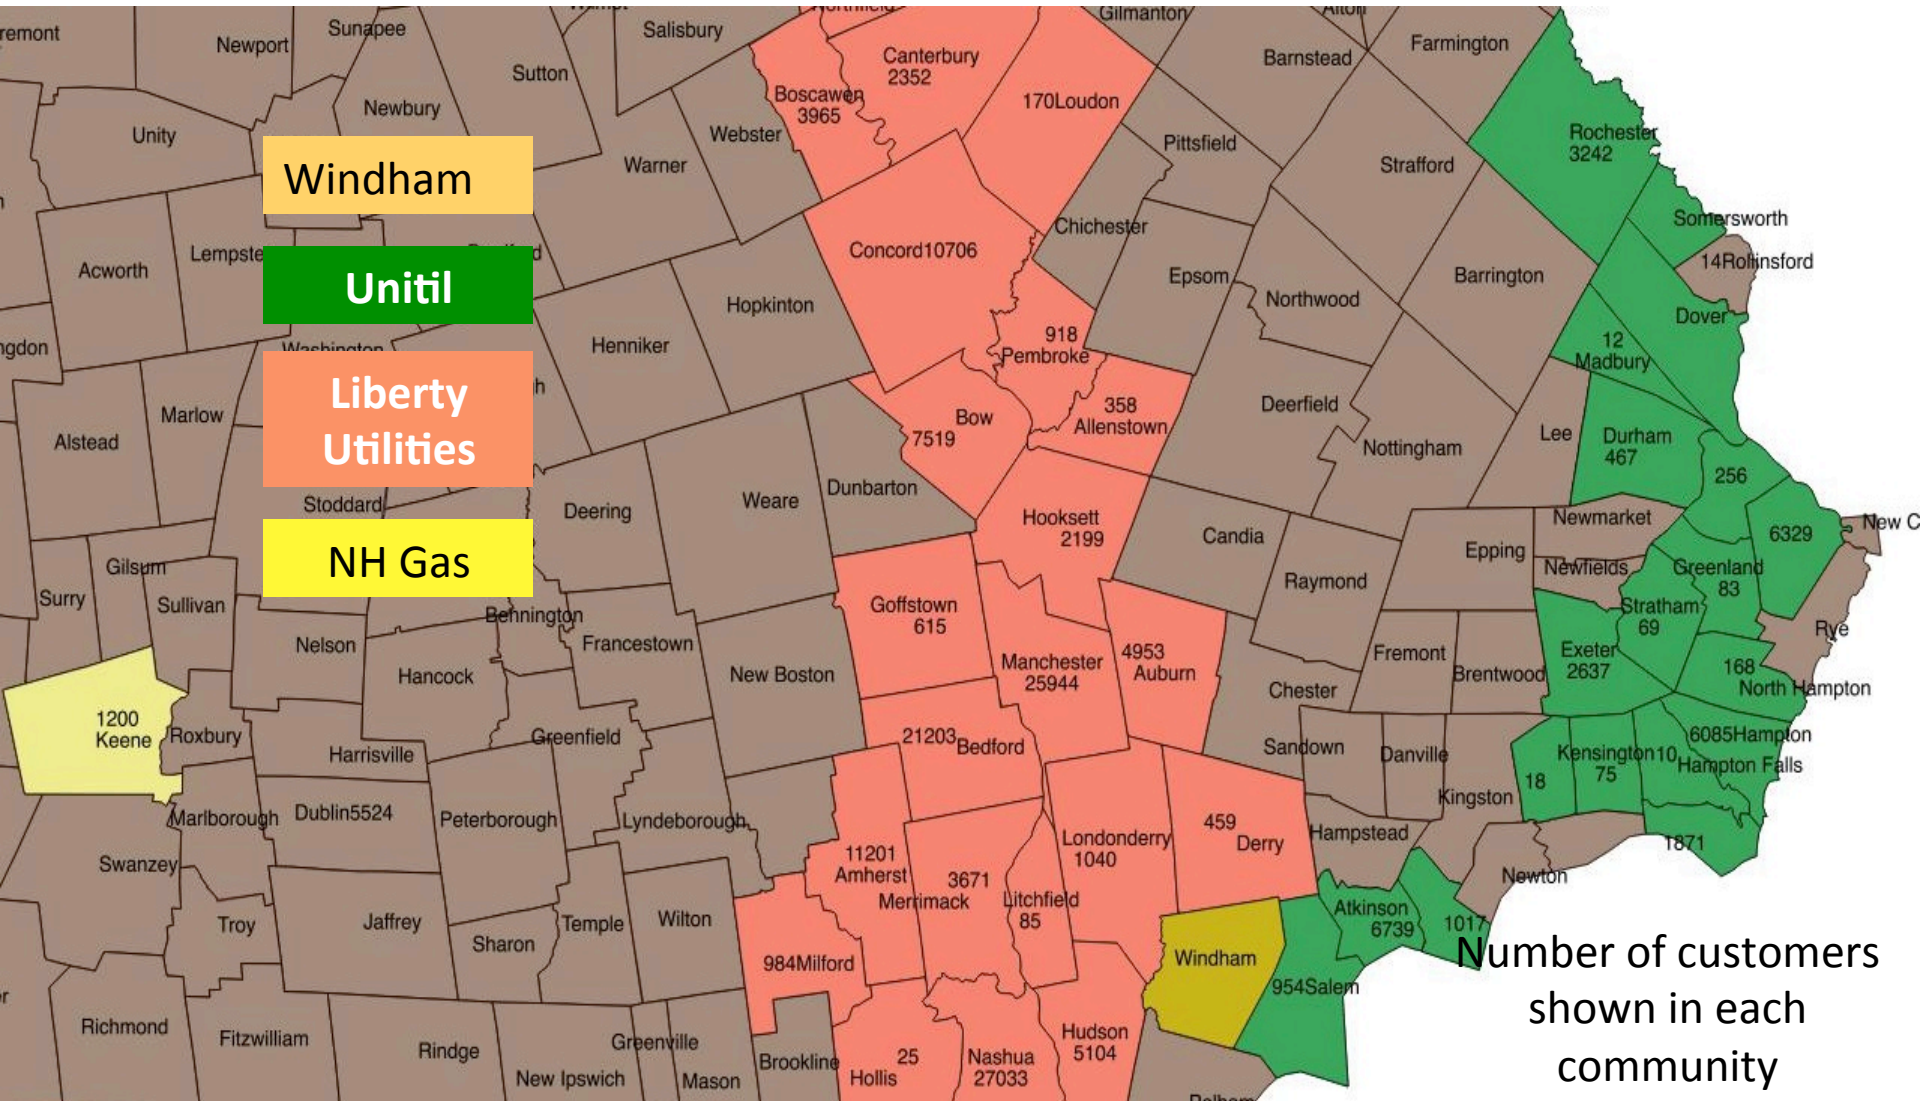 Northfield
Gilmanton
Alton
remont
Newport
Sunapee
Salisbury
Canterbury
2352
Barnstead
Farmington
Sutton
Newbury
Boscawen
3965
170Loudon
Unity
Webster
Warner
Pittsfield
Strafford
Rochester
3242
Windham
Somersworth
Chichester
Concord10706
14Rollinsford
Acworth
Lempste
d
Epsom
Barrington
Unitil
Hopkinton
Northwood
Dover
ngdon
Washington
Henniker
918
Pembroke
12
Madbury
Liberty
Utilities
h
Marlow
Alstead
Bow
7519
358
Allenstown
Deerfield
Nottingham
Lee
Durham
467
256
Stoddard
Deering
Weare
Dunbarton
Hooksett
2199
Candia
Epping
Newmarket
6329
New C
NH Gas
Gilsum
Surry
Sullivan
Raymond
Newfields
Greenland
83
Bennington
Goffstown
615
Stratham
69
Rye
Nelson
Francestown
Hancock
New Boston
Manchester
25944
4953
Auburn
Chester
Fremont
Brentwood
Exeter
2637
168
North Hampton
1200
Keene
Roxbury
Harrisville
Greenfield
21203
Bedford
Sandown
Danville
Kensington
75
10
6085Hampton
Hampton Falls
18
Kingston
Marlborough
Dublin5524
Peterborough
Lyndeborough
Londonderry
1040
459
Derry
Hampstead
1871
Swanzey
11201
Amherst
3671
Merrimack
Litchfield
85
Newton
Troy
Jaffrey
Sharon
Temple
Wilton
Atkinson
6739
1017
984Milford
Windham
954Salem
Number of customers
shown in each
community
r
Richmond
Fitzwilliam
Rindge
Greenville
New Ipswich
Mason
Brookline
25
Hollis
Nashua
27033
Hudson
5104
Pelham